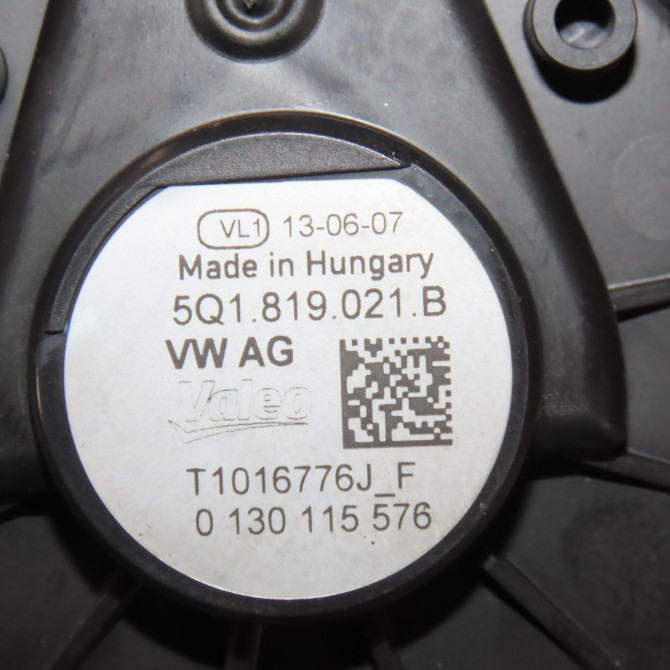 VL1 13-06-07
Made in Hungary
5Q1.819.021.B
VW AG
Valeo
T1016776J_F
0 130 115 576